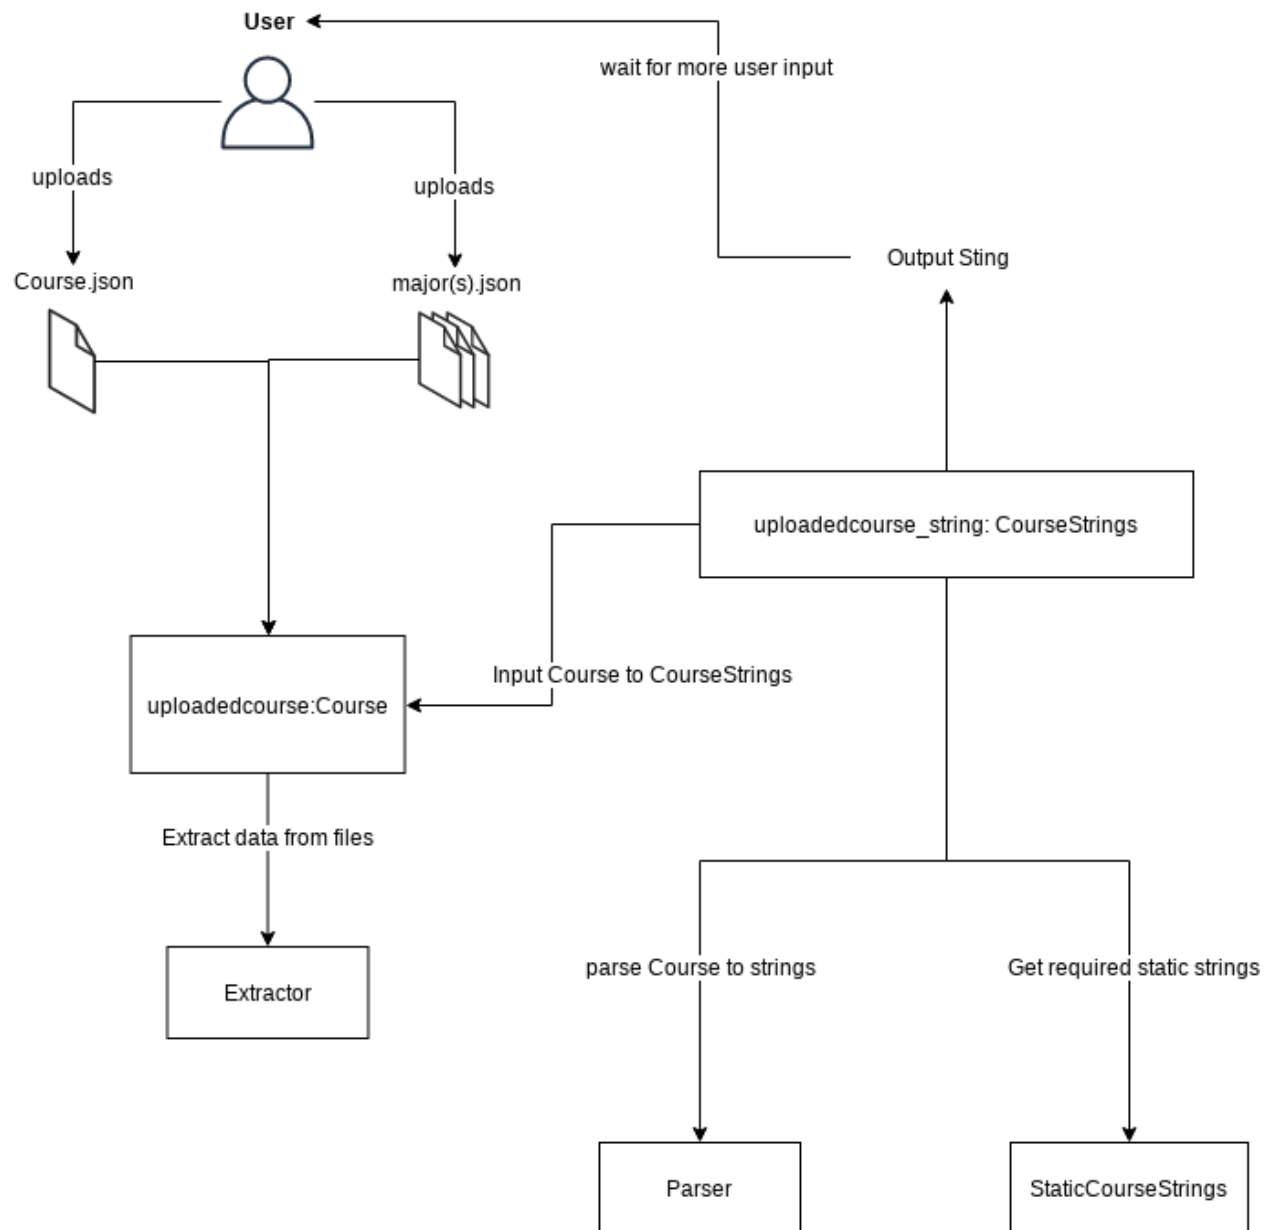 User
wait for more user input
uploads
uploads
Course.json
major(s).json
Output Sting
uploadedcourse_string: CourseStrings
Input Course to CourseStrings
uploadedcourse:Course
Extract data from files
parse Course to strings
Get required static strings
Extractor
Parser
StaticCourseStrings